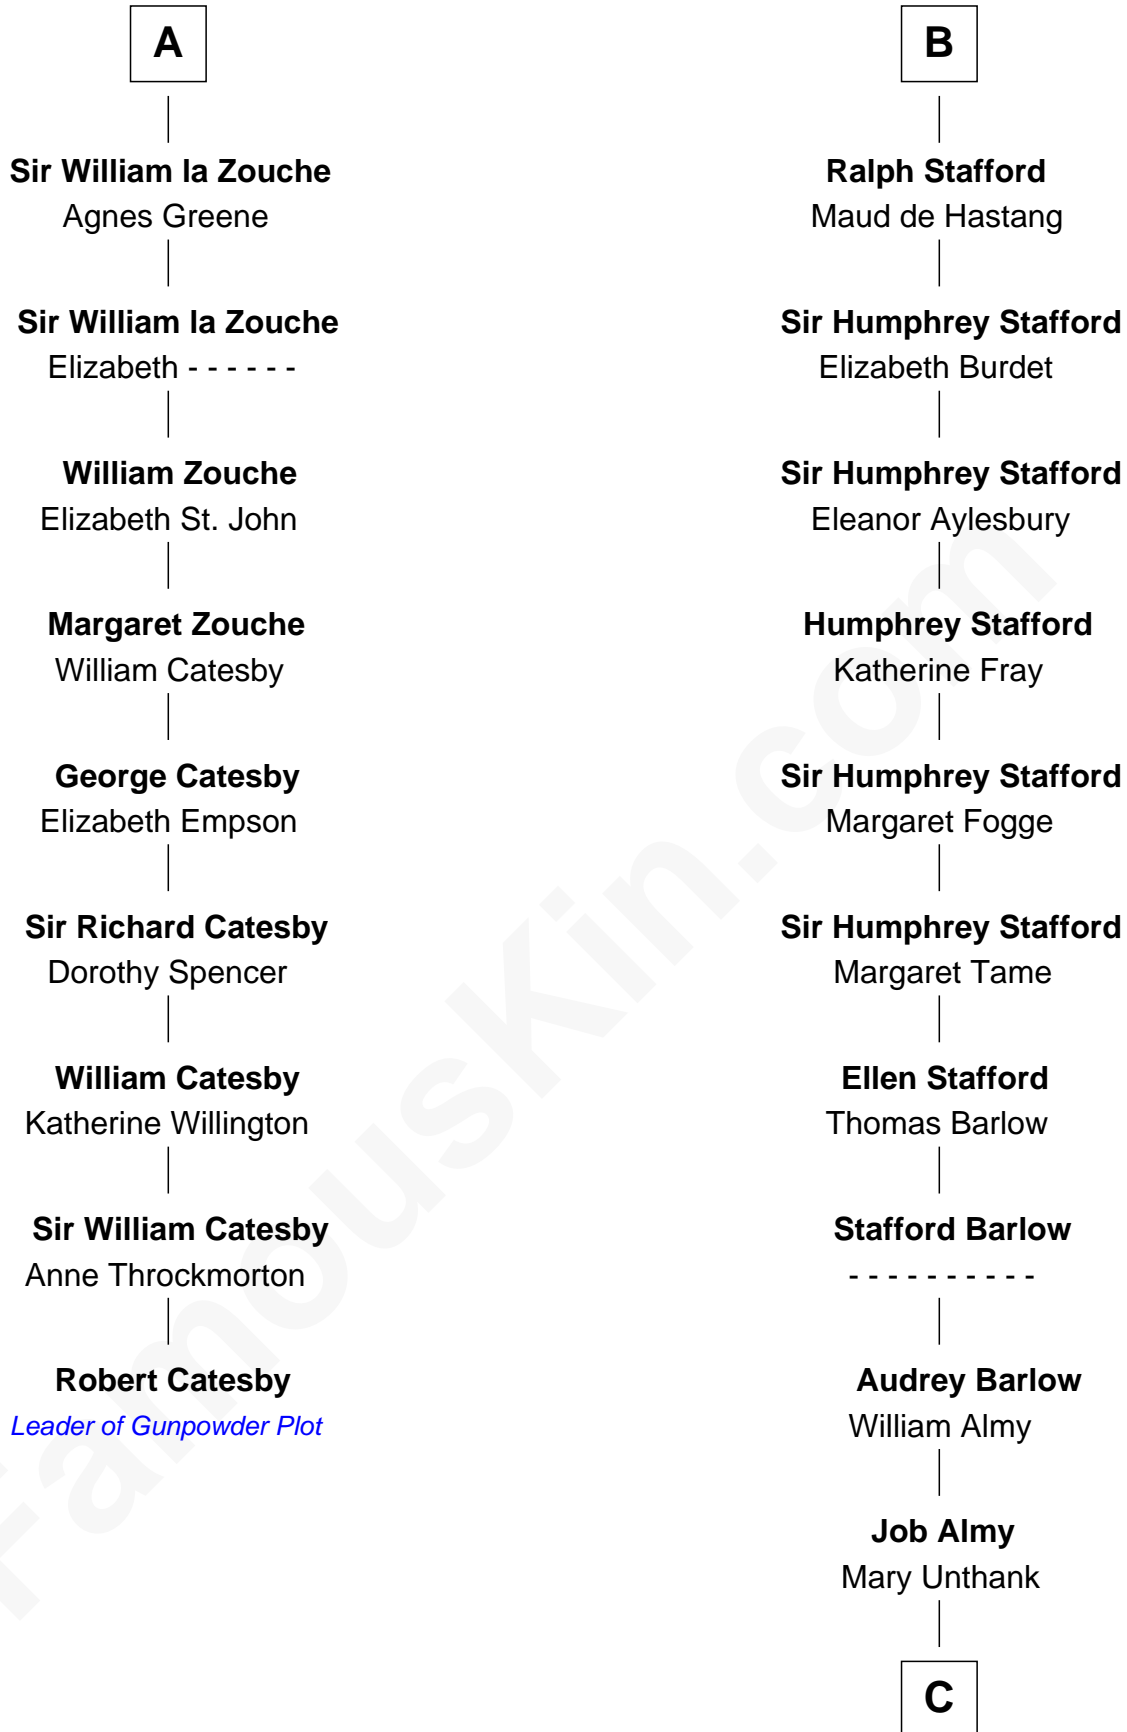 A
Sir William la Zouche
Agnes Greene
Sir William la Zouche
Elizabeth - - - - - -
William Zouche
Elizabeth St. John
Margaret Zouche
William Catesby
George Catesby
Elizabeth Empson
Sir Richard Catesby
Dorothy Spencer
William Catesby
Katherine Willington
Sir William Catesby
Anne Throckmorton
Robert Catesby
Leader of Gunpowder Plot
B
Ralph Stafford
Maud de Hastang
Sir Humphrey Stafford
Elizabeth Burdet
Sir Humphrey Stafford
Eleanor Aylesbury
Humphrey Stafford
Katherine Fray
Sir Humphrey Stafford
Margaret Fogge
Sir Humphrey Stafford
Margaret Tame
Ellen Stafford
Thomas Barlow
Stafford Barlow
- - - - - - - - - -
Audrey Barlow
William Almy
Job Almy
Mary Unthank
C
FamousKin.com